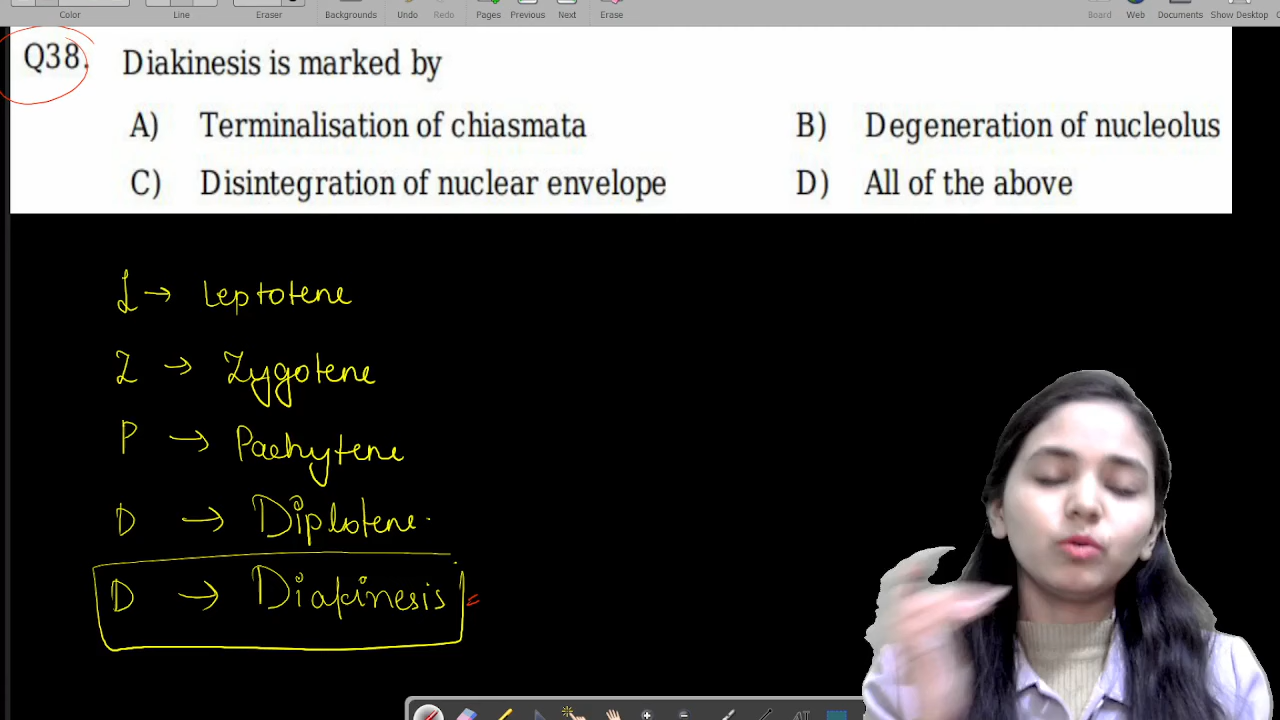 Color Line Eraser Backgrounds Undo Redo Pages Previous Next Erase Board Web Documents Show Desktop
Q38. Diakinesis is marked by
A) Terminalisation of chiasmata B) Degeneration of nucleolus
C) Disintegration of nuclear envelope D) All of the above
L → Leptotene
Z → Zygotene
P → Pachytene
D → Diplotene
D → Diakinesis